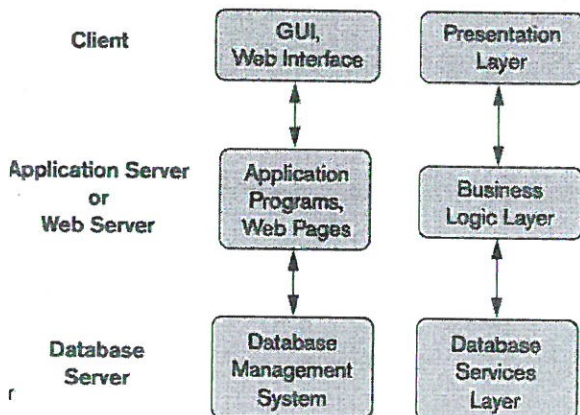 Client
GUI,
Web Interface
Presentation
Layer
Application Server
or
Web Server
Application
Programs,
Web Pages
Business
Logic Layer
Database
Server
Database
Management
System
Database
Services
Layer
r